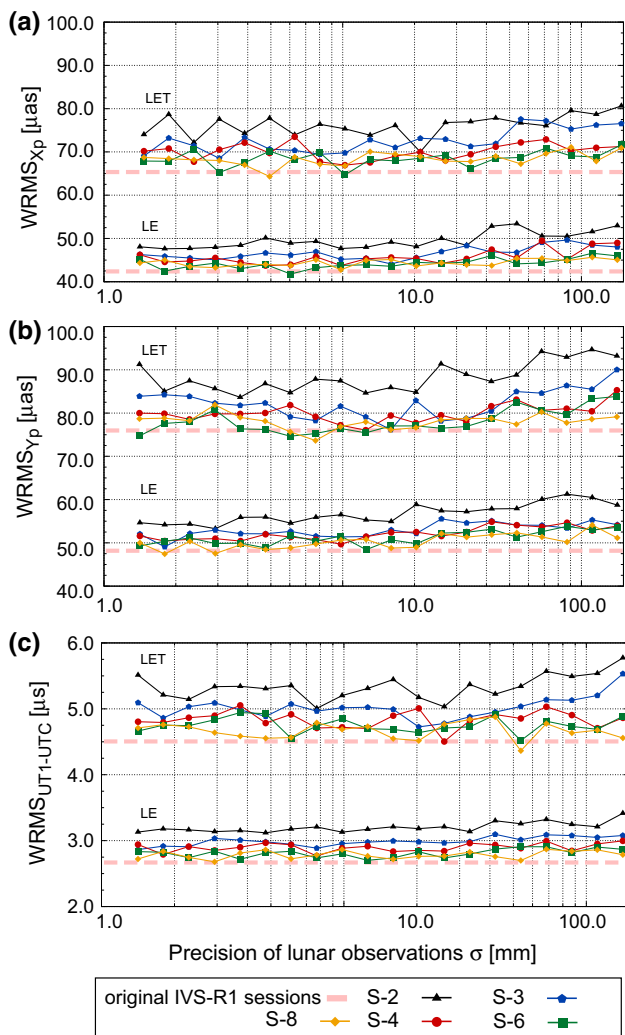 (a)
100.0
90.0
80.0
70.0
60.0
50.0
40.0
WRMS_Xp [µas]
LET
LE
1.0 10.0 100.0
(b)
100.0
90.0
80.0
70.0
60.0
50.0
40.0
WRMS_Yp [µas]
LET
LE
1.0 10.0 100.0
(c)
6.0
5.0
4.0
3.0
2.0
WRMS_UT1-UTC [µs]
LET
LE
1.0 10.0 100.0
Precision of lunar observations σ [mm]
original IVS-R1 sessions S-2 S-3
S-8 S-4 S-6